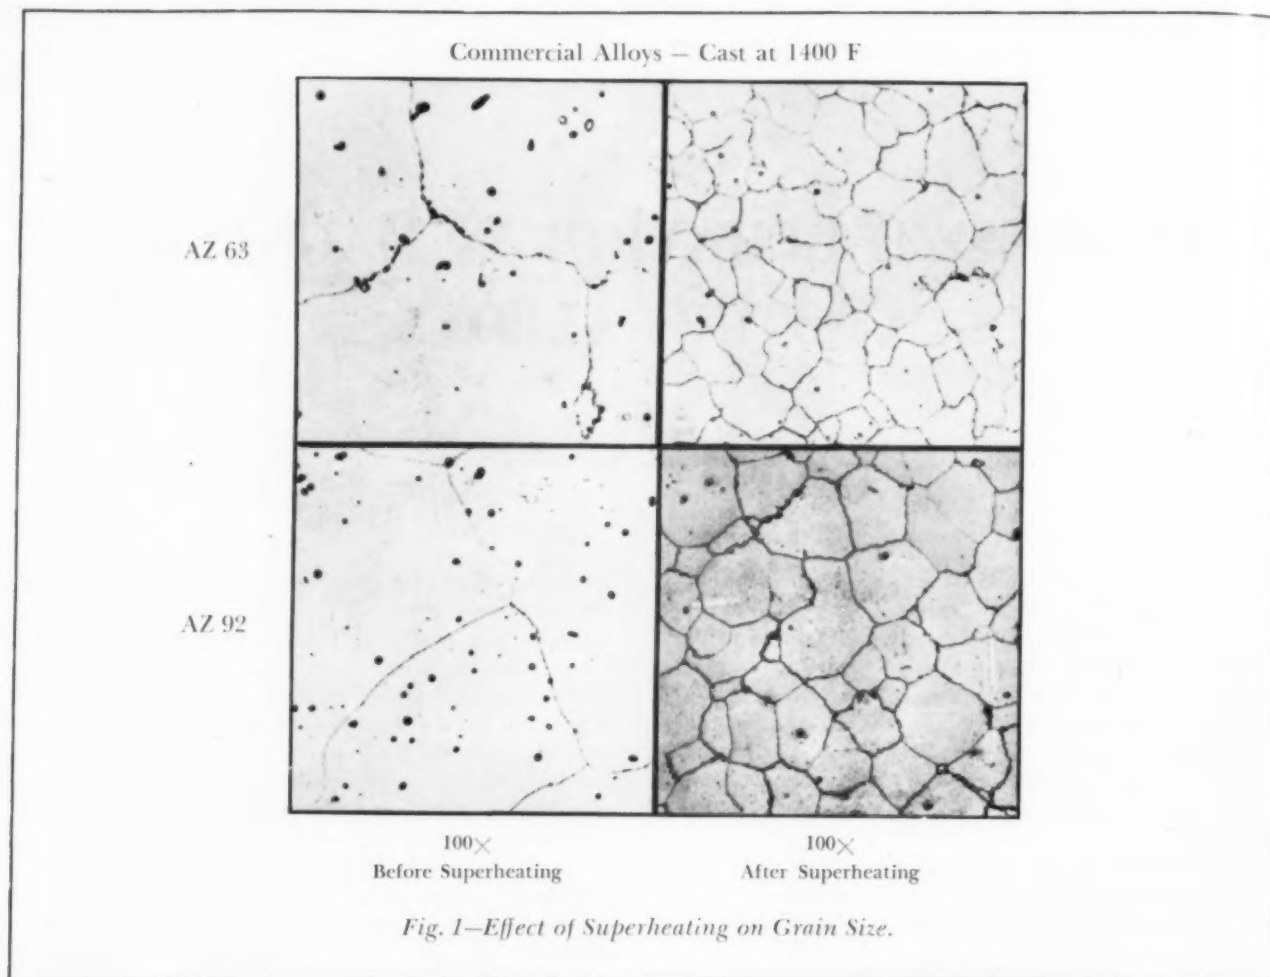 Commercial Alloys — Cast at 1400 F
AZ 63
AZ 92
100×
Before Superheating
100×
After Superheating
Fig. 1—Effect of Superheating on Grain Size.